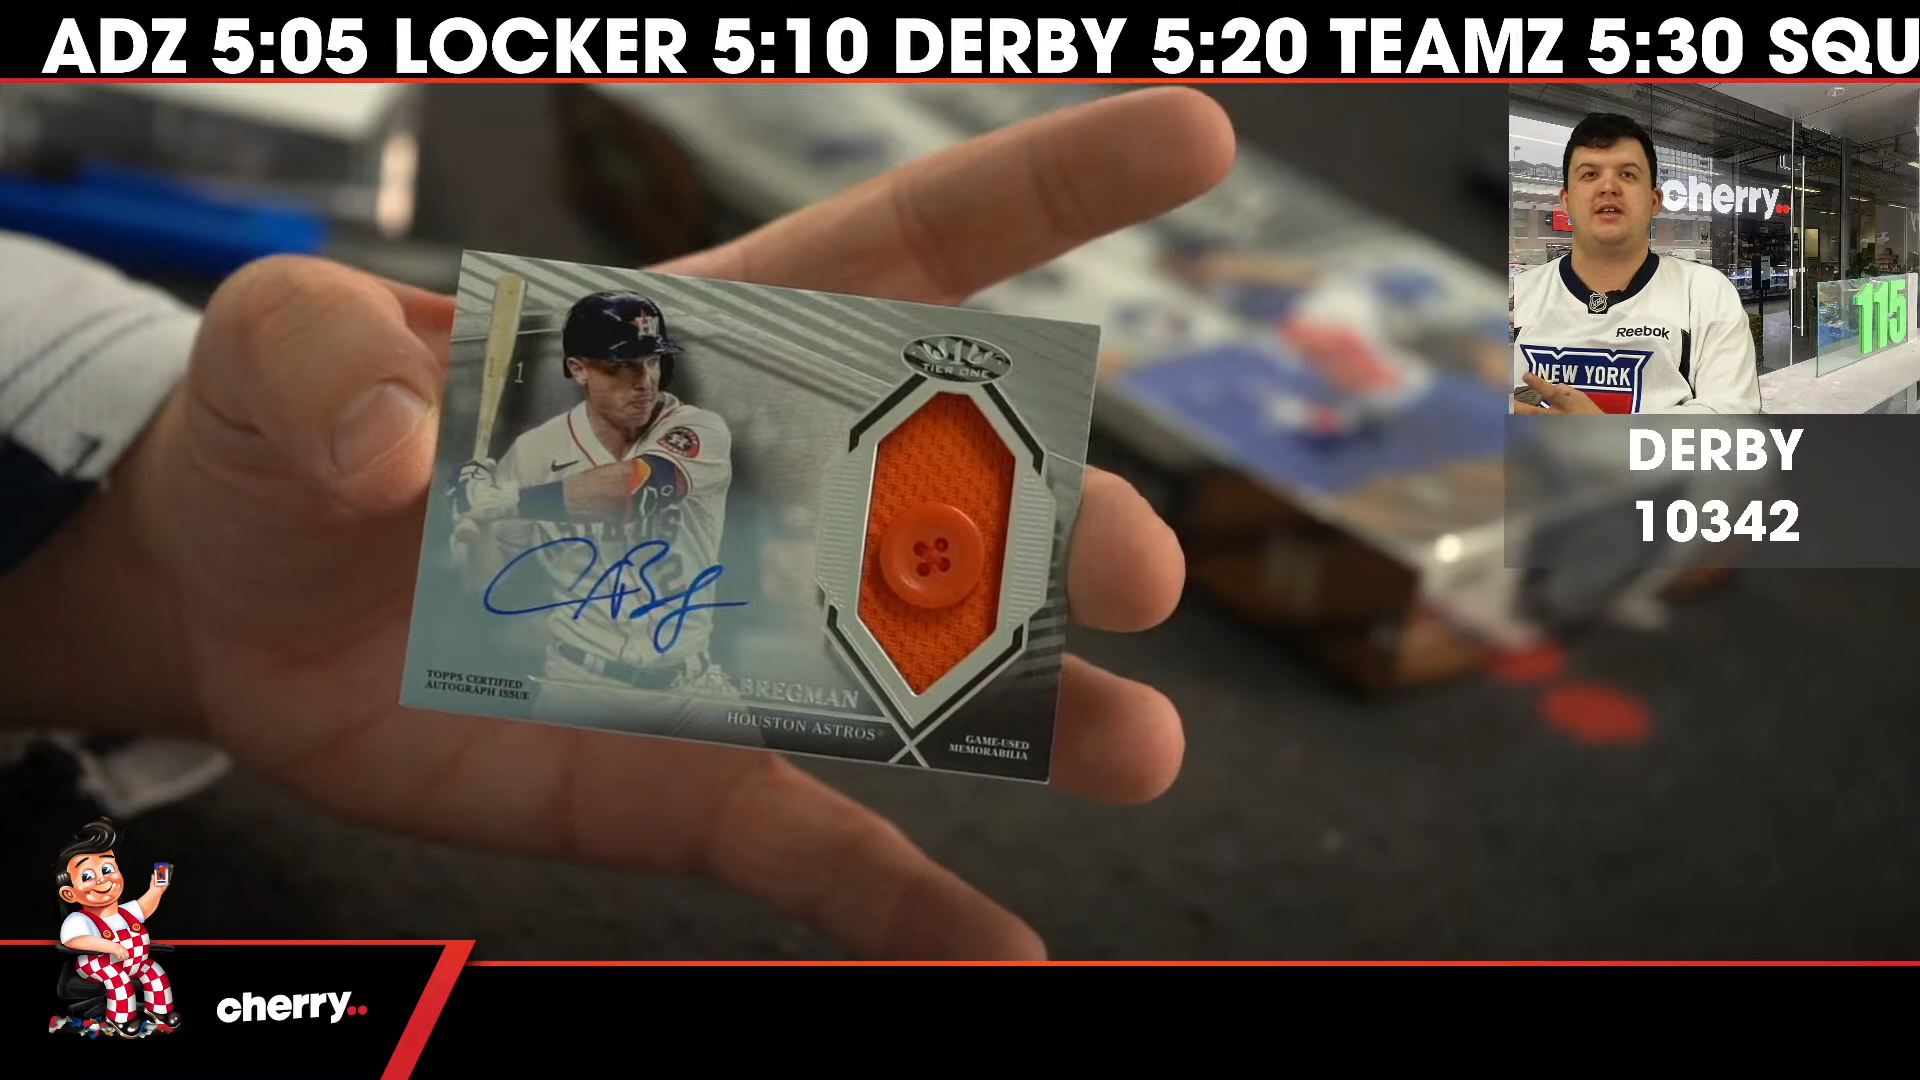 ADZ 5:05 LOCKER 5:10 DERBY 5:20 TEAMZ 5:30 SQU
cherry..
115
Reebok
NEW YORK
DERBY
10342
TIER ONE
TOPPS CERTIFIED
AUTOGRAPH ISSUE
ALEX BREGMAN
HOUSTON ASTROS
GAME-USED
MEMORABILIA
cherry..